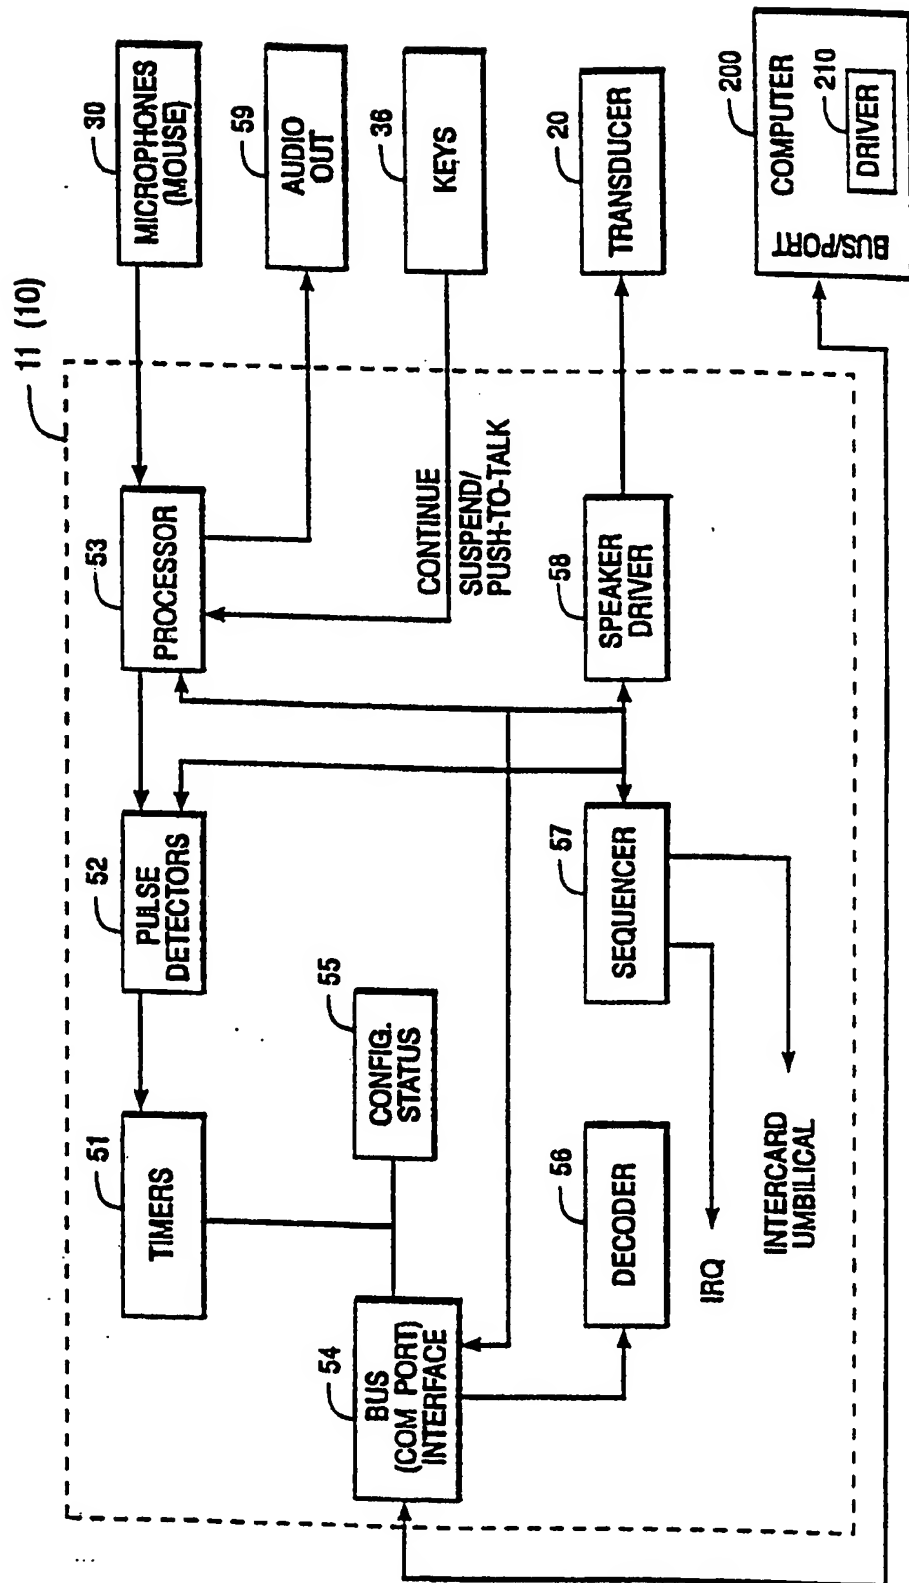 11 (10)
30
MICROPHONES
(MOUSE)
59
AUDIO
OUT
36
KEYS
20
TRANSDUCER
200
COMPUTER
210
DRIVER
BUS/PORT
53
PROCESSOR
CONTINUE
SUSPEND/
PUSH-TO-TALK
58
SPEAKER
DRIVER
52
PULSE
DETECTORS
57
SEQUENCER
51
TIMERS
55
CONFIG.
STATUS
54
BUS
(COM PORT)
INTERFACE
56
DECODER
IRQ
INTERCARD
UMBILICAL